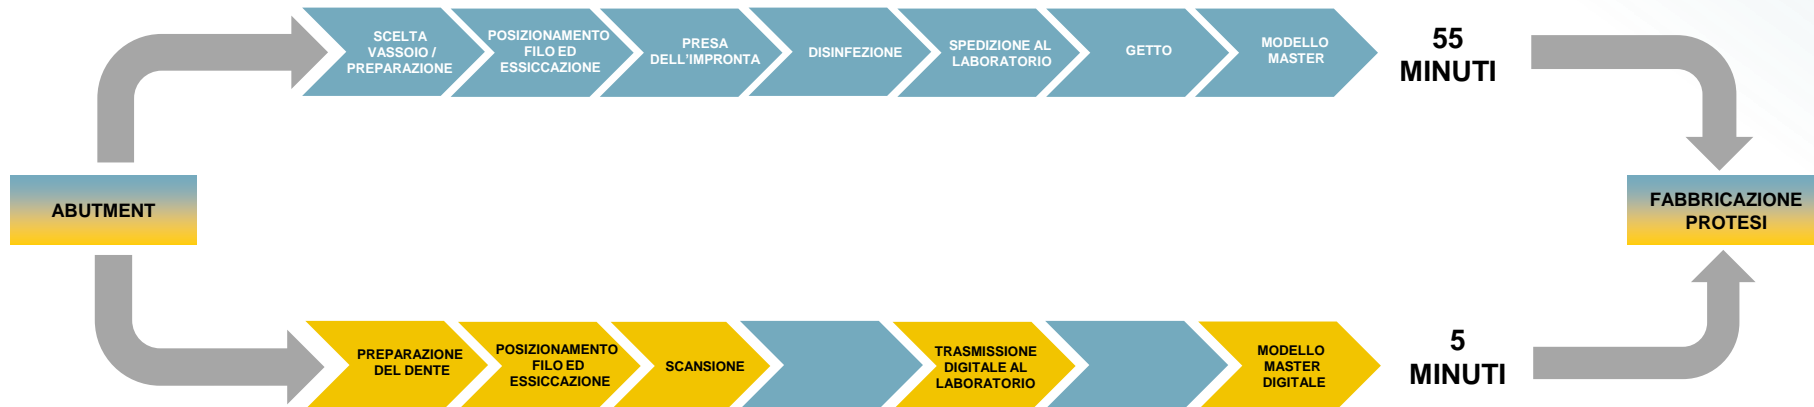 SCELTA
VASSOIO /
PREPARAZIONE
POSIZIONAMENTO
FILO ED
ESSICCAZIONE
PRESA
DELL'IMPRONTA
DISINFEZIONE
SPEDIZIONE AL
LABORATORIO
GETTO
MODELLO
MASTER
55
MINUTI
ABUTMENT
FABBRICAZIONE
PROTESI
PREPARAZIONE
DEL DENTE
POSIZIONAMENTO
FILO ED
ESSICCAZIONE
SCANSIONE
TRASMISSIONE
DIGITALE AL
LABORATORIO
MODELLO
MASTER
DIGITALE
5
MINUTI